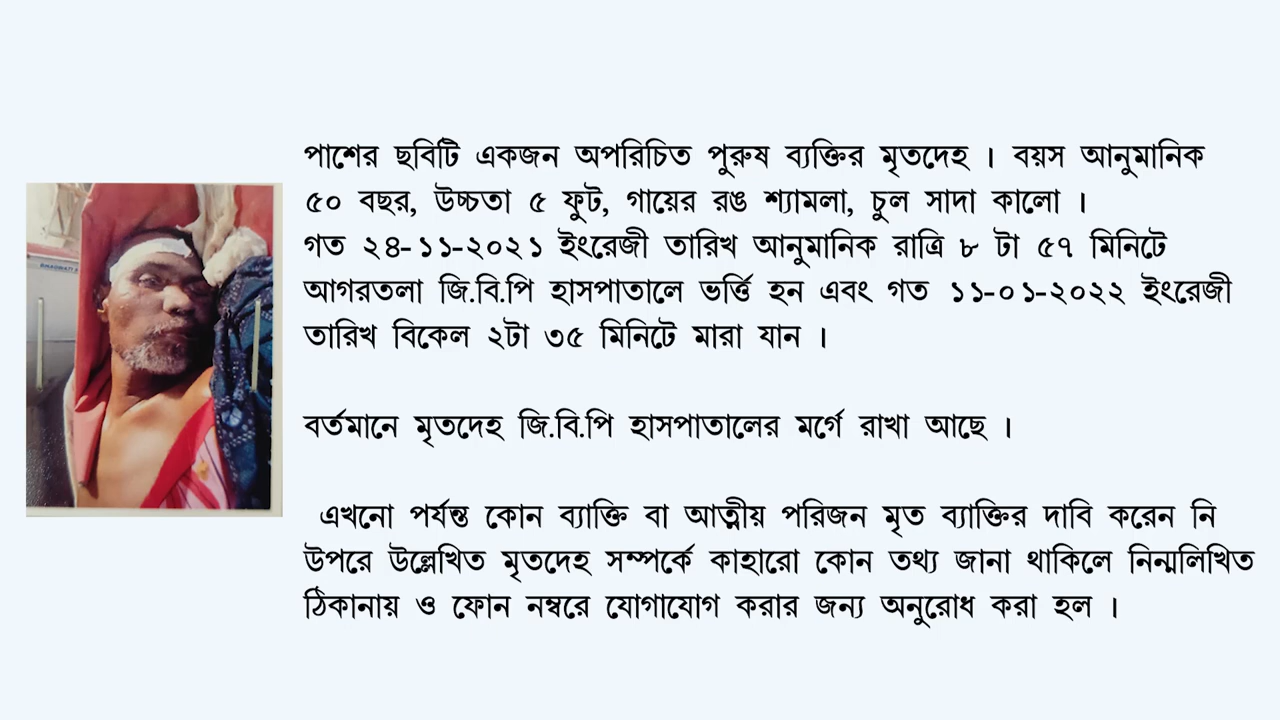 পাশের ছবিটি একজন অপরিচিত পুরুষ ব্যক্তির মৃতদেহ । বয়স আনুমানিক
৫০ বছর, উচ্চতা ৫ ফুট, গায়ের রঙ শ্যামলা, চুল সাদা কালো ।
গত ২৪-১১-২০২১ ইংরেজী তারিখ আনুমানিক রাত্রি ৮ টা ৫৭ মিনিটে
আগরতলা জি.বি.পি হাসপাতালে ভর্ত্তি হন এবং গত ১১-০১-২০২২ ইংরেজী
তারিখ বিকেল ২টা ৩৫ মিনিটে মারা যান ।
বর্তমানে মৃতদেহ জি.বি.পি হাসপাতালের মর্গে রাখা আছে ।
এখনো পর্যন্ত কোন ব্যাক্তি বা আত্নীয় পরিজন মৃত ব্যাক্তির দাবি করেন নি
উপরে উল্লেখিত মৃতদেহ সম্পর্কে কাহারো কোন তথ্য জানা থাকিলে নিন্মলিখিত
ঠিকানায় ও ফোন নম্বরে যোগাযোগ করার জন্য অনুরোধ করা হল ।